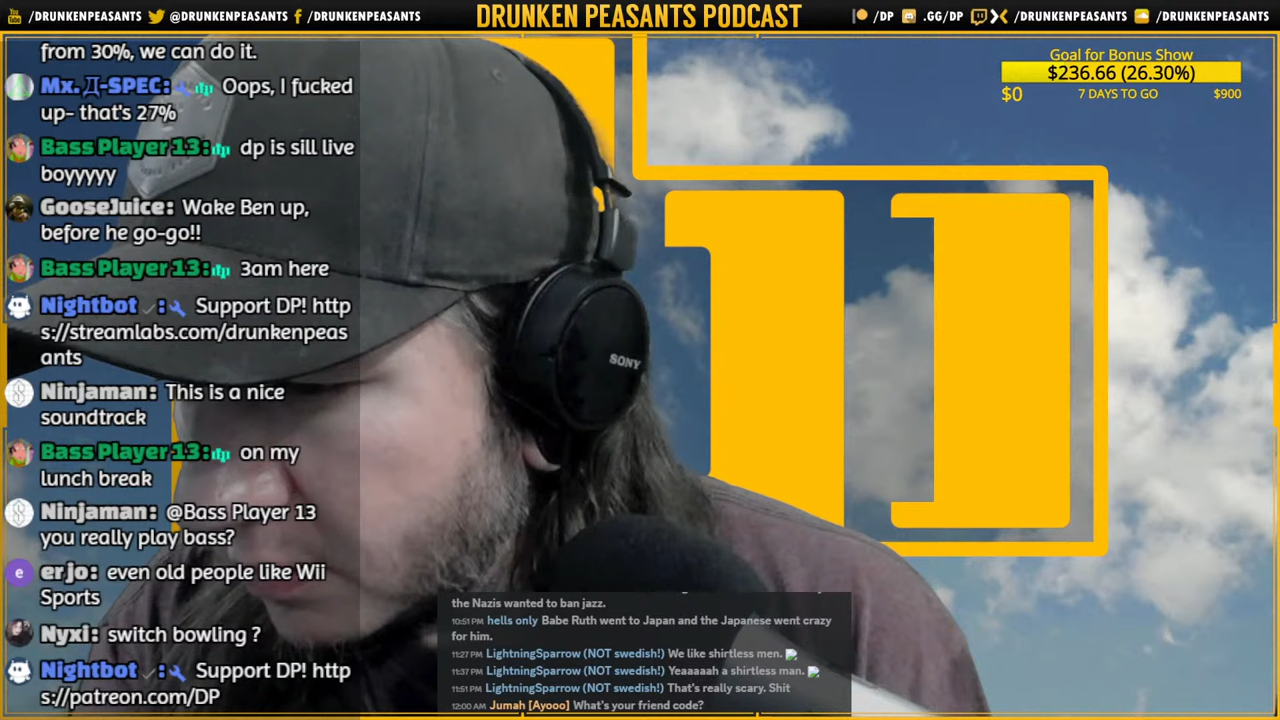 /DRUNKENPEASANTS @DRUNKENPEASANTS /DRUNKENPEASANTS DRUNKEN PEASANTS PODCAST /DP .GG/DP /DRUNKENPEASANTS /DRUNKENPEASANTS
Goal for Bonus Show
$236.66 (26.30%)
$0 7 DAYS TO GO $900
from 30%, we can do it.
Mx. Д-SPEC: Oops, I fucked
up- that's 27%
Bass Player 13: dp is sill live
boyyyyy
GooseJuice: Wake Ben up,
before he go-go!!
Bass Player 13: 3am here
Nightbot : Support DP! http
s://streamlabs.com/drunkenpeas
ants
Ninjaman: This is a nice
soundtrack
Bass Player 13: on my
lunch break
Ninjaman: @Bass Player 13
you really play bass?
erjo: even old people like Wii
Sports
Nyxi: switch bowling ?
Nightbot : Support DP! http
s://patreon.com/DP
SONY
the Nazis wanted to ban jazz.
10:51 PM hells only Babe Ruth went to Japan and the Japanese went crazy
for him.
11:27 PM LightningSparrow (NOT swedish!) We like shirtless men.
11:37 PM LightningSparrow (NOT swedish!) Yeaaaaah a shirtless man.
11:51 PM LightningSparrow (NOT swedish!) That's really scary. Shit
12:00 AM Jumah [Ayooo] What's your friend code?